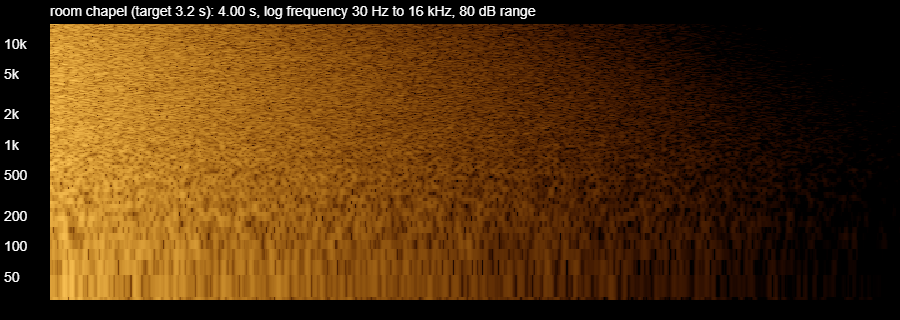 room chapel (target 3.2 s): 4.00 s, log frequency 30 Hz to 16 kHz, 80 dB range
10k
5k
2k
1k
500
200
100
50